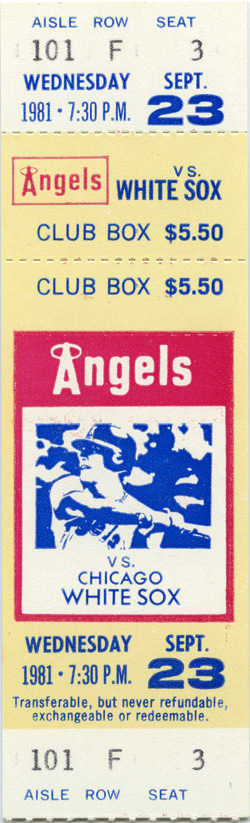 AISLE ROW SEAT
101 F 3
WEDNESDAY SEPT.
1981 • 7:30 P.M. 23
Angels VS. WHITE SOX
CLUB BOX $5.50
CLUB BOX $5.50
Angels
VS.
CHICAGO
WHITE SOX
WEDNESDAY SEPT.
1981 • 7:30 P.M. 23
Transferable, but never refundable,
exchangeable or redeemable.
101 F 3
AISLE ROW SEAT